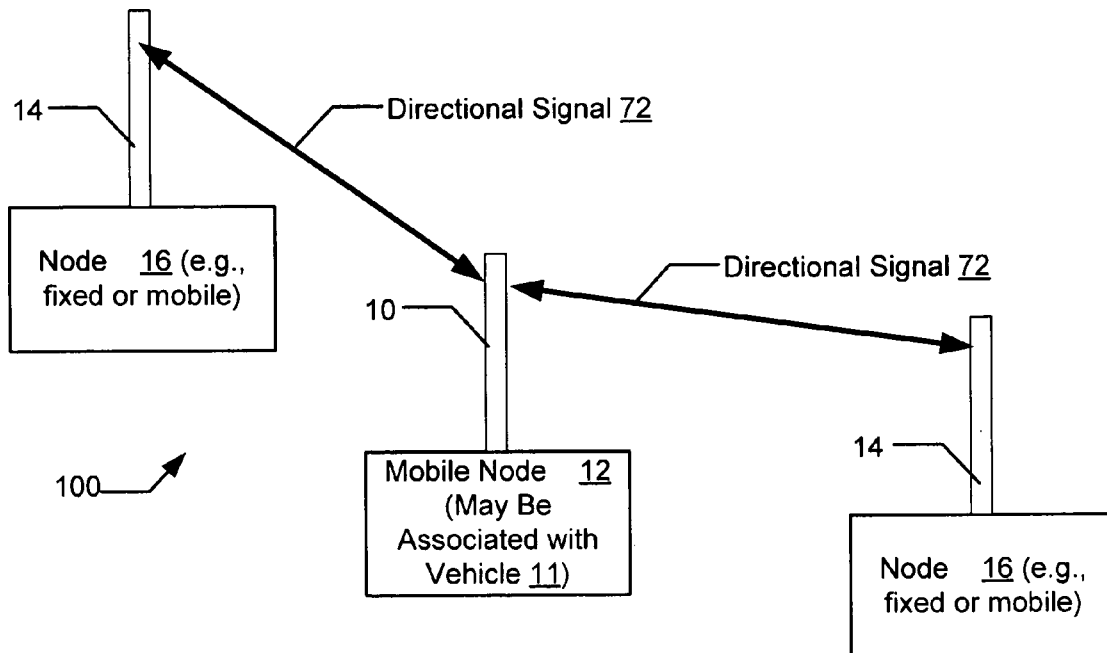 14
Directional Signal 72
Node 16 (e.g.,
fixed or mobile)
Directional Signal 72
10
14
100
Mobile Node 12
(May Be
Associated with
Vehicle 11)
Node 16 (e.g.,
fixed or mobile)